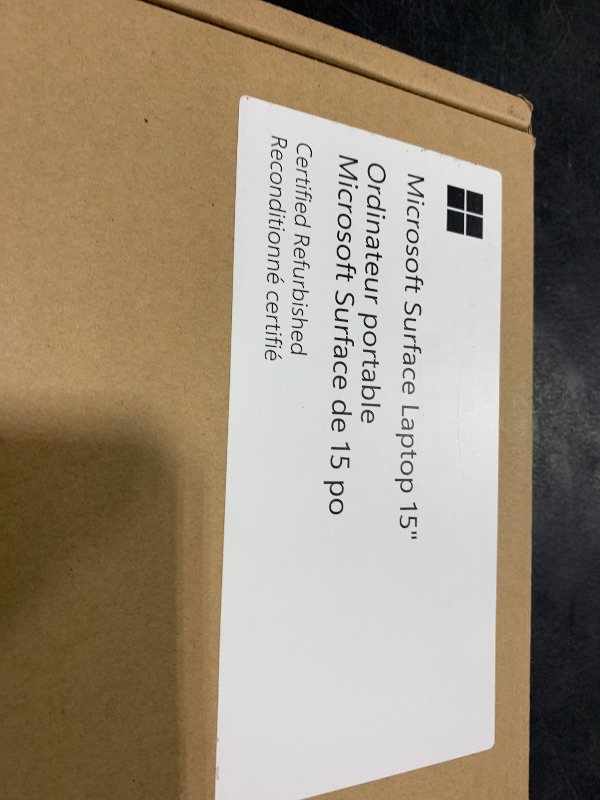 Microsoft Surface Laptop 15"
Ordinateur portable
Microsoft Surface de 15 po
Certified Refurbished
Reconditionné certifié